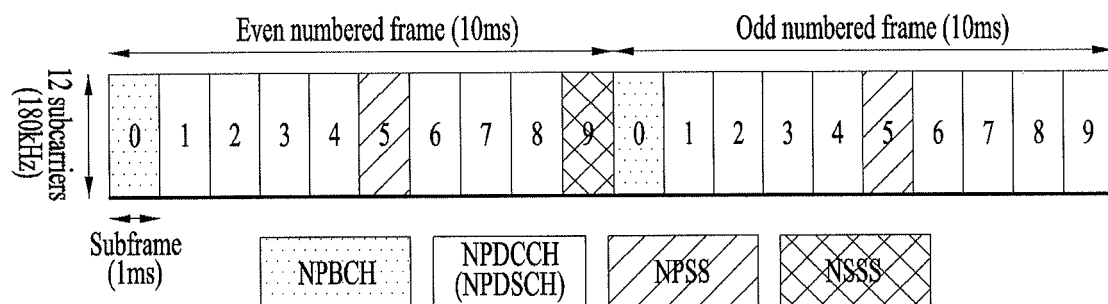 Even numbered frame (10ms)
Odd numbered frame (10ms)
12 subcarriers
(180kHz)
0 1 2 3 4 5 6 7 8 9 0 1 2 3 4 5 6 7 8 9
Subframe
(1ms)
NPBCH
NPDCCH
(NPDSCH)
NPSS
NSSS